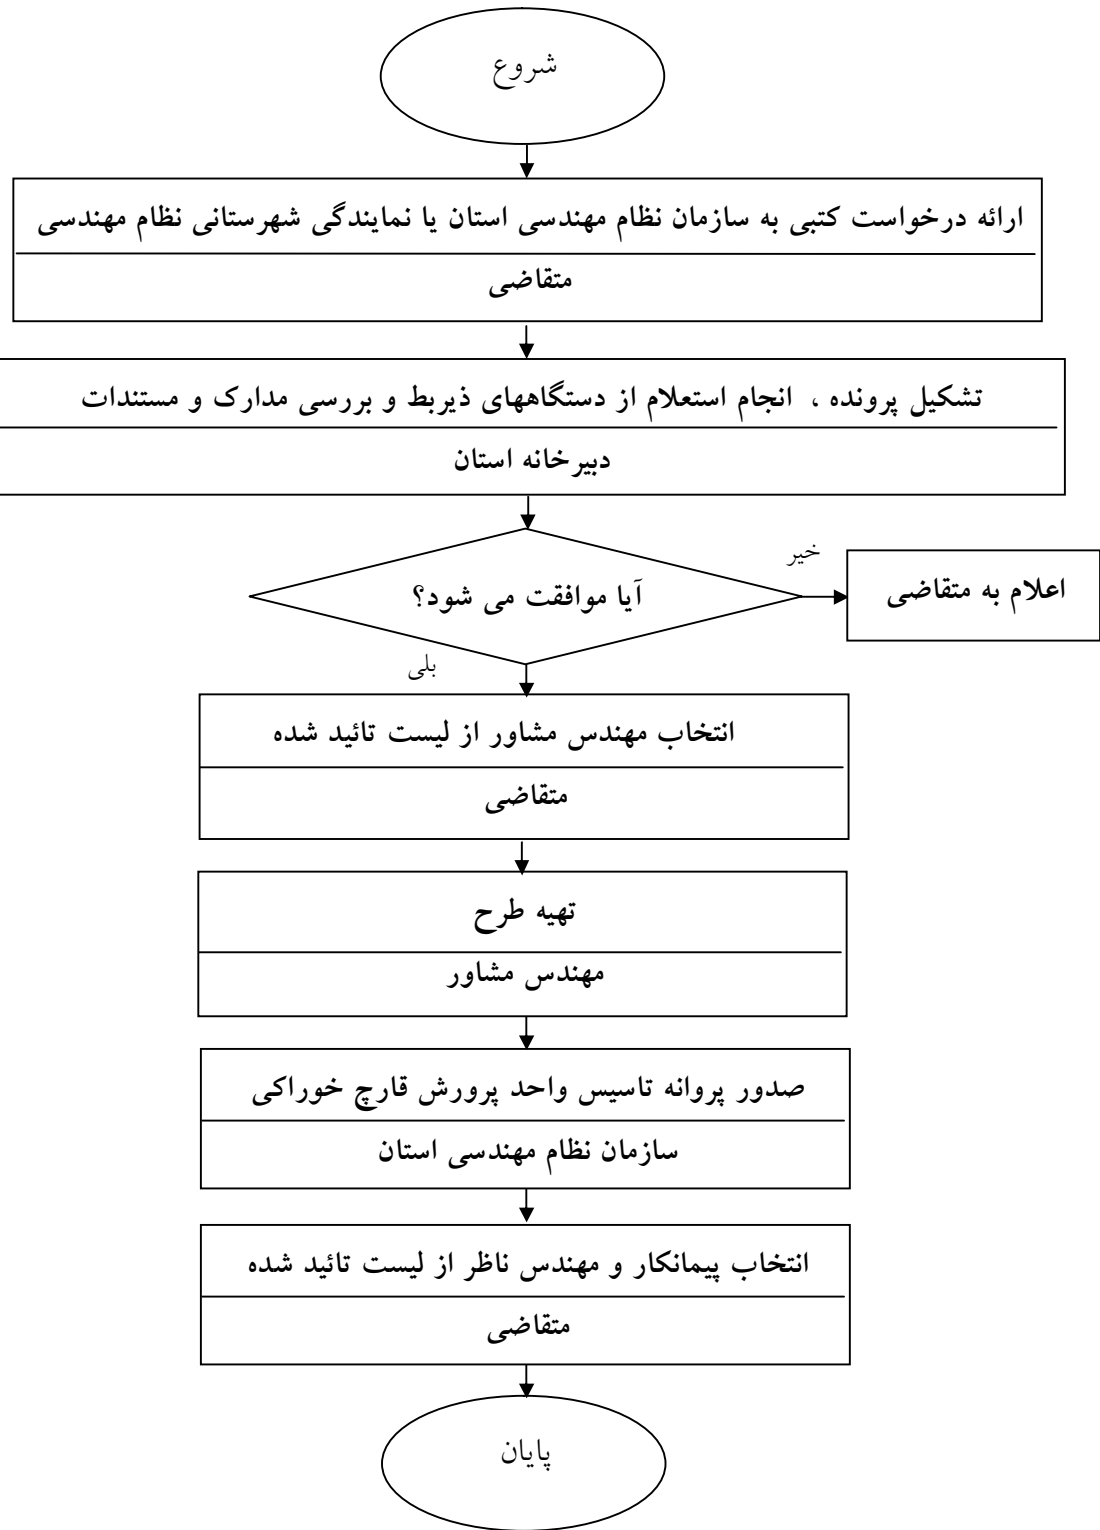 شروع
ارائه درخواست کتبی به سازمان نظام مهندسی استان یا نمایندگی شهرستانی نظام مهندسی
متقاضی
تشکیل پرونده ، انجام استعلام از دستگاههای ذیربط و بررسی مدارک و مستندات
دبیرخانه استان
آیا موافقت می شود؟
خیر
اعلام به متقاضی
بلی
انتخاب مهندس مشاور از لیست تائید شده
متقاضی
تهیه طرح
مهندس مشاور
صدور پروانه تاسیس واحد پرورش قارچ خوراکی
سازمان نظام مهندسی استان
انتخاب پیمانکار و مهندس ناظر از لیست تائید شده
متقاضی
پایان